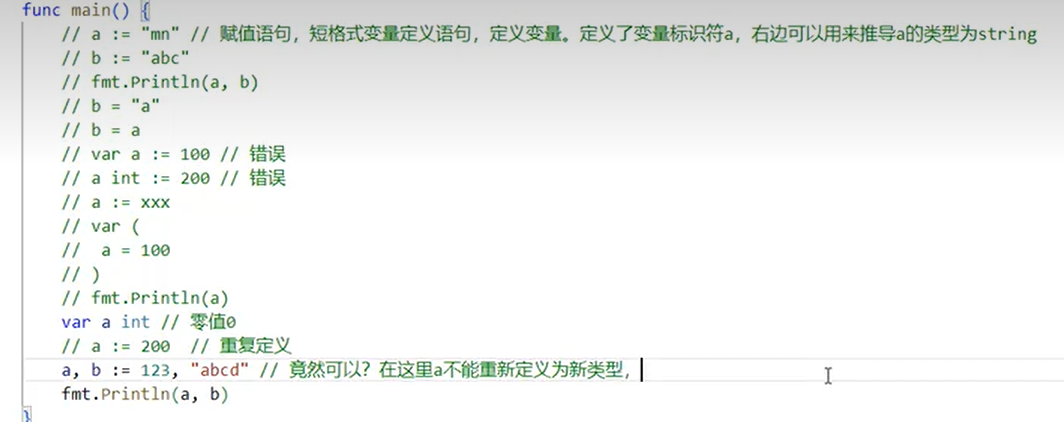 func main() {
// a := "mn" // 赋值语句，短格式变量定义语句，定义变量。定义了变量标识符a，右边可以用来推导a的类型为string
// b := "abc"
// fmt.Println(a, b)
// b = "a"
// b = a
// var a := 100 // 错误
// a int := 200 // 错误
// a := xxx
// var (
//  a = 100
// )
// fmt.Println(a)
var a int // 零值0
// a := 200  // 重复定义
a, b := 123, "abcd" // 竟然可以？在这里a不能重新定义为新类型，
fmt.Println(a, b)
}